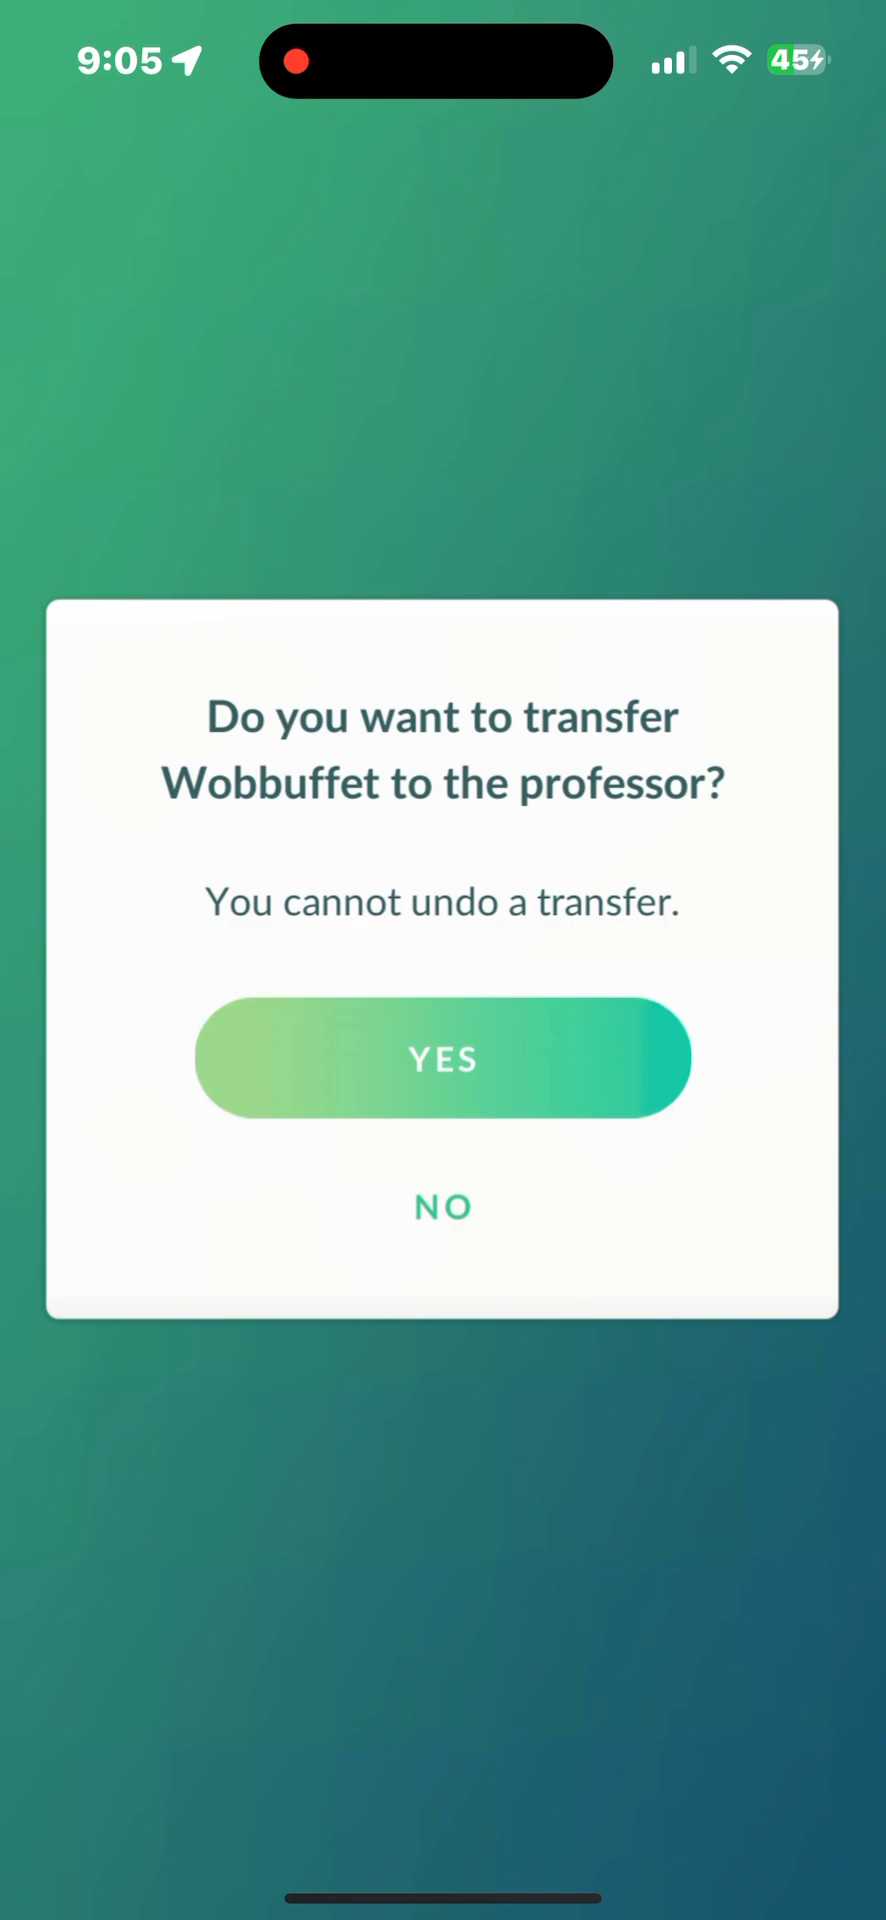 9:05
45
Do you want to transfer
Wobbuffet to the professor?
You cannot undo a transfer.
YES
NO